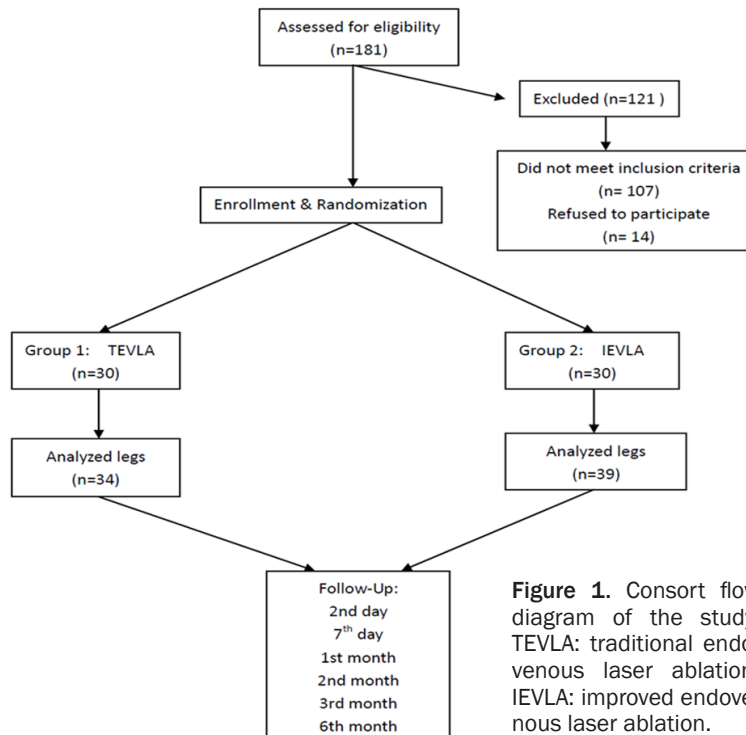 Assessed for eligibility
(n=181)
Excluded (n=121 )
Did not meet inclusion criteria
(n= 107)
Refused to participate
(n= 14)
Enrollment & Randomization
Group 1: TEVLA
(n=30)
Group 2: IEVLA
(n=30)
Analyzed legs
(n=34)
Analyzed legs
(n=39)
Follow-Up:
2nd day
7th day
1st month
2nd month
3rd month
6th month
Figure 1. Consort flow
diagram of the study
TEVLA: traditional endo
venous laser ablation
IEVLA: improved endove
nous laser ablation.